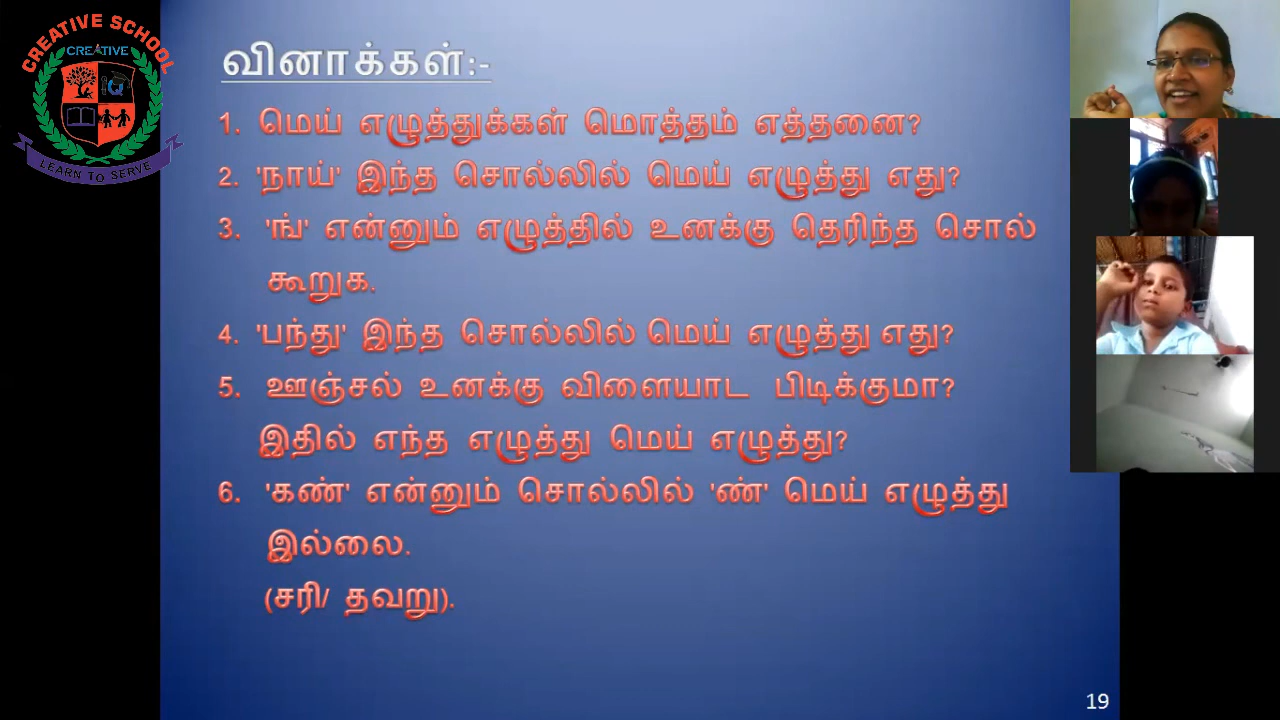 CREATIVE SCHOOL
CREATIVE
LEARN TO SERVE
வினாக்கள்:-
1. மெய் எழுத்துக்கள் மொத்தம் எத்தனை?
2. 'நாய்' இந்த சொல்லில் மெய் எழுத்து எது?
3. 'ங்' என்னும் எழுத்தில் உனக்கு தெரிந்த சொல்
கூறுக.
4. 'பந்து' இந்த சொல்லில் மெய் எழுத்து எது?
5. ஊஞ்சல் உனக்கு விளையாட பிடிக்குமா?
இதில் எந்த எழுத்து மெய் எழுத்து?
6. 'கண்' என்னும் சொல்லில் 'ண்' மெய் எழுத்து
இல்லை.
(சரி/ தவறு).
19